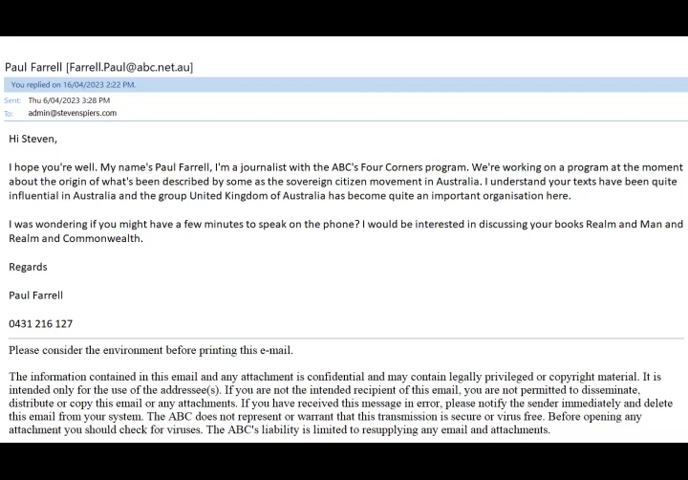 Paul Farrell [Farrell.Paul@abc.net.au]
You replied on 16/04/2023 2:22 PM.
Sent: Thu 6/04/2023 3:28 PM
To: admin@stevenspiers.com
Hi Steven,
I hope you're well. My name's Paul Farrell, I'm a journalist with the ABC's Four Corners program. We're working on a program at the moment
about the origin of what's been described by some as the sovereign citizen movement in Australia. I understand your texts have been quite
influential in Australia and the group United Kingdom of Australia has become quite an important organisation here.
I was wondering if you might have a few minutes to speak on the phone? I would be interested in discussing your books Realm and Man and
Realm and Commonwealth.
Regards
Paul Farrell
0431 216 127
Please consider the environment before printing this e-mail.
The information contained in this email and any attachment is confidential and may contain legally privileged or copyright material. It is
intended only for the use of the addressee(s). If you are not the intended recipient of this email, you are not permitted to disseminate,
distribute or copy this email or any attachments. If you have received this message in error, please notify the sender immediately and delete
this email from your system. The ABC does not represent or warrant that this transmission is secure or virus free. Before opening any
attachment you should check for viruses. The ABC's liability is limited to resupplying any email and attachments.